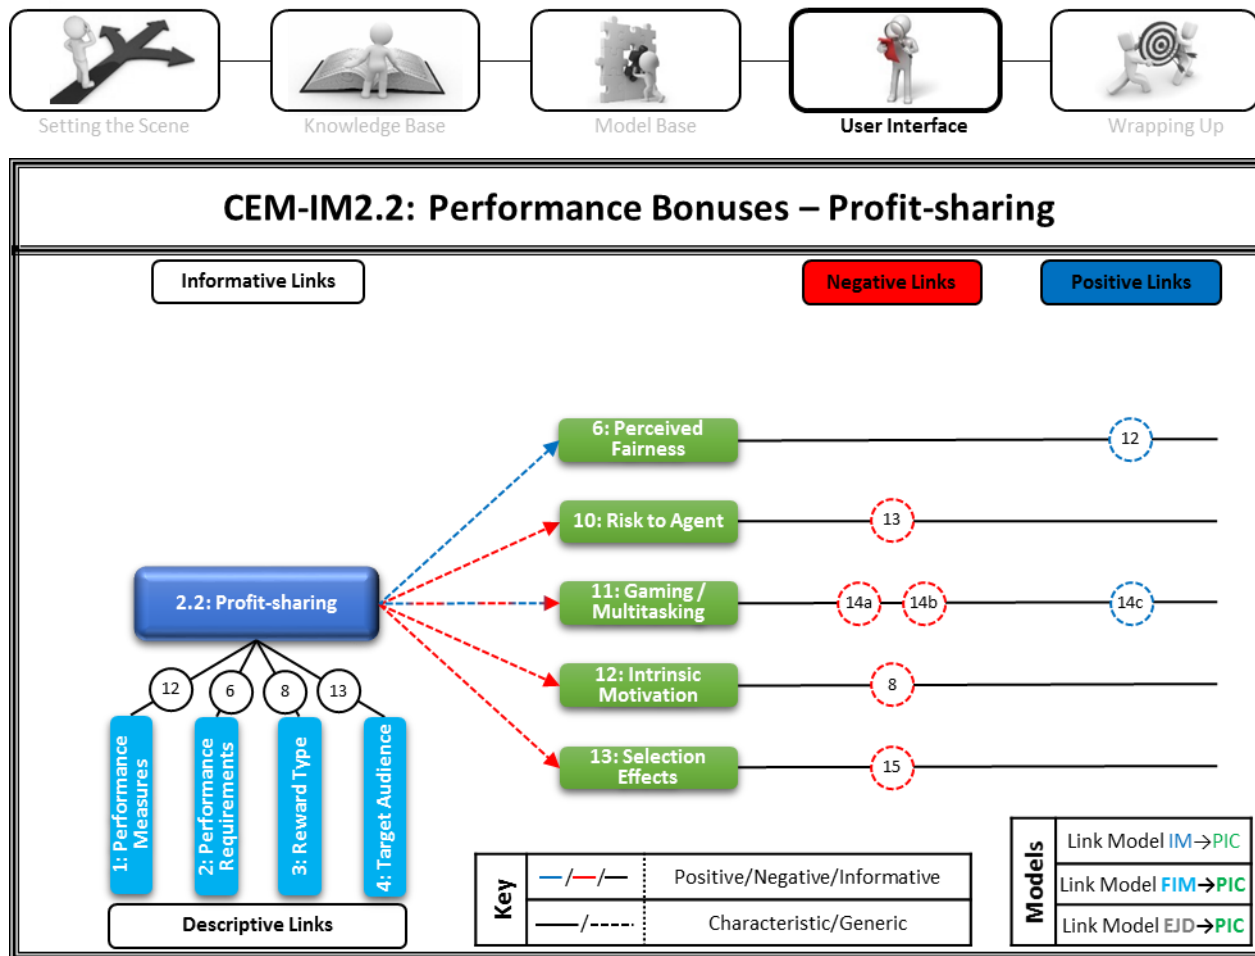 Setting the Scene
Knowledge Base
Model Base
User Interface
Wrapping Up
CEM-IM2.2: Performance Bonuses – Profit-sharing
Informative Links
Negative Links
Positive Links
6: Perceived
Fairness
12
10: Risk to Agent
13
2.2: Profit-sharing
11: Gaming /
Multitasking
14a
14b
14c
12: Intrinsic
Motivation
8
13: Selection
Effects
15
12
6
8
13
1: Performance
Measures
2: Performance
Requirements
3: Reward Type
4: Target Audience
Descriptive Links
Key
—/—/—
Positive/Negative/Informative
—/-----
Characteristic/Generic
Models
Link Model IM→PIC
Link Model FIM→PIC
Link Model EJD→PIC